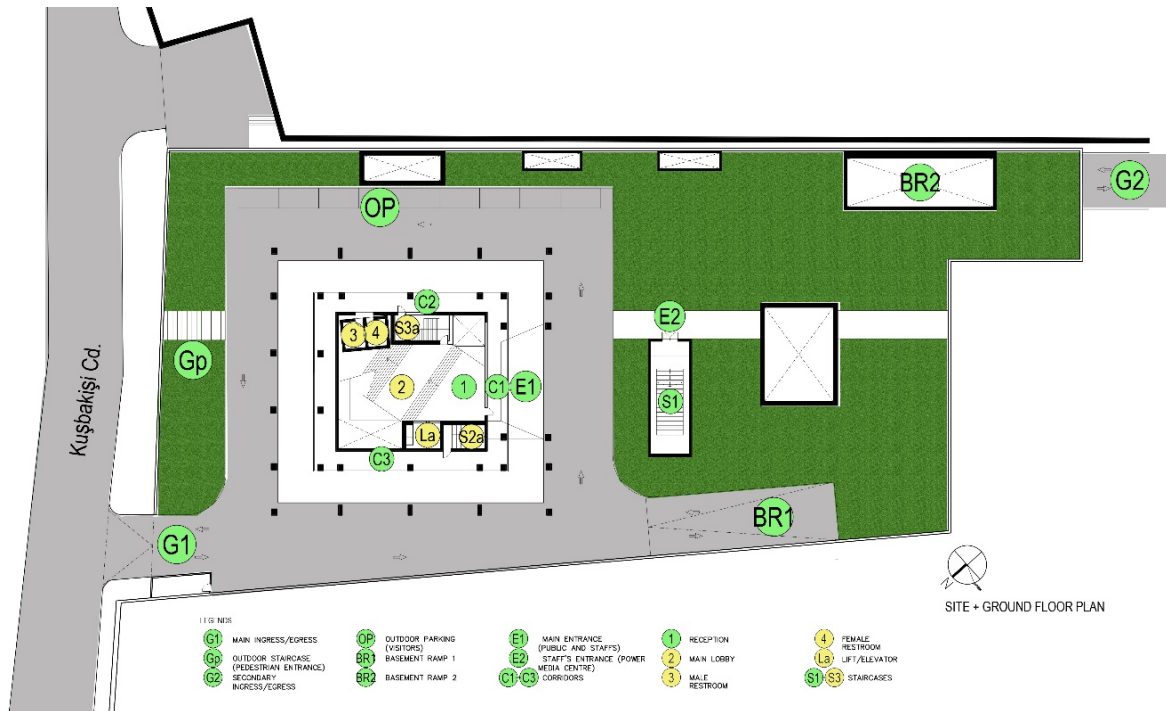 BR2
G2
OP
C2
E2
S3a
3
4
Gp
Kuşbakişi Cd.
2
1
C1
E1
S1
La
S2a
C3
BR1
G1
N
SITE + GROUND FLOOR PLAN
LEGENDS
G1 MAIN INGRESS/EGRESS
Gp OUTDOOR STAIRCASE
(PEDESTRIAN ENTRANCE)
G2 SECONDARY
INGRESS/EGRESS
OP OUTDOOR PARKING
(VISITORS)
BR1 BASEMENT RAMP 1
BR2 BASEMENT RAMP 2
E1 MAIN ENTRANCE
(PUBLIC AND STAFFS)
E2 STAFF'S ENTRANCE (POWER
MEDIA CENTRE)
C1-C3 CORRIDORS
1 RECEPTION
2 MAIN LOBBY
3 MALE
RESTROOM
4 FEMALE
RESTROOM
La LIFT/ELEVATOR
S1-S3 STAIRCASES